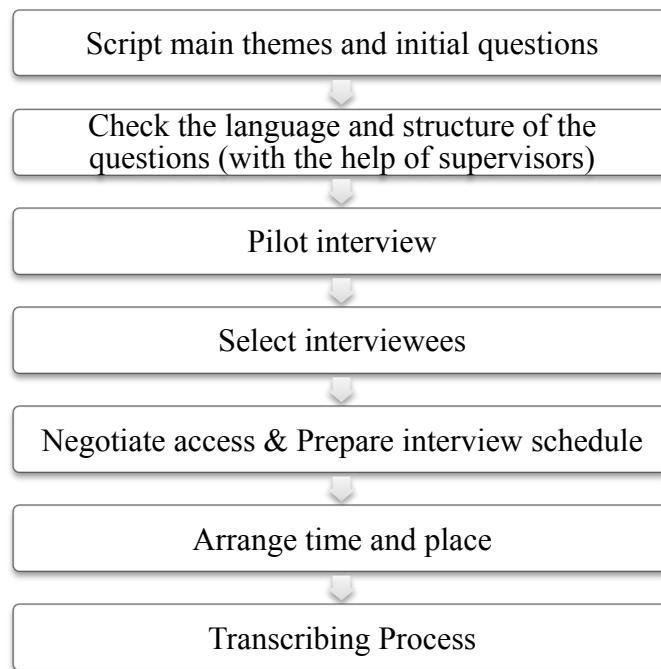 Script main themes and initial questions
Check the language and structure of the
questions (with the help of supervisors)
Pilot interview
Select interviewees
Negotiate access & Prepare interview schedule
Arrange time and place
Transcribing Process